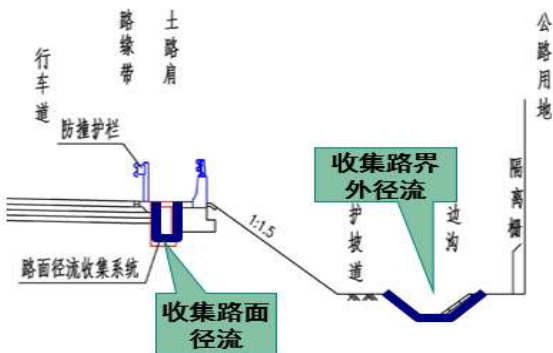 行车道
路缘带
土路肩
公路用地
防撞护栏
收集路界
外径流
护坡道
边沟
隔离栅
1:1.5
路面径流收集系统
收集路面
径流